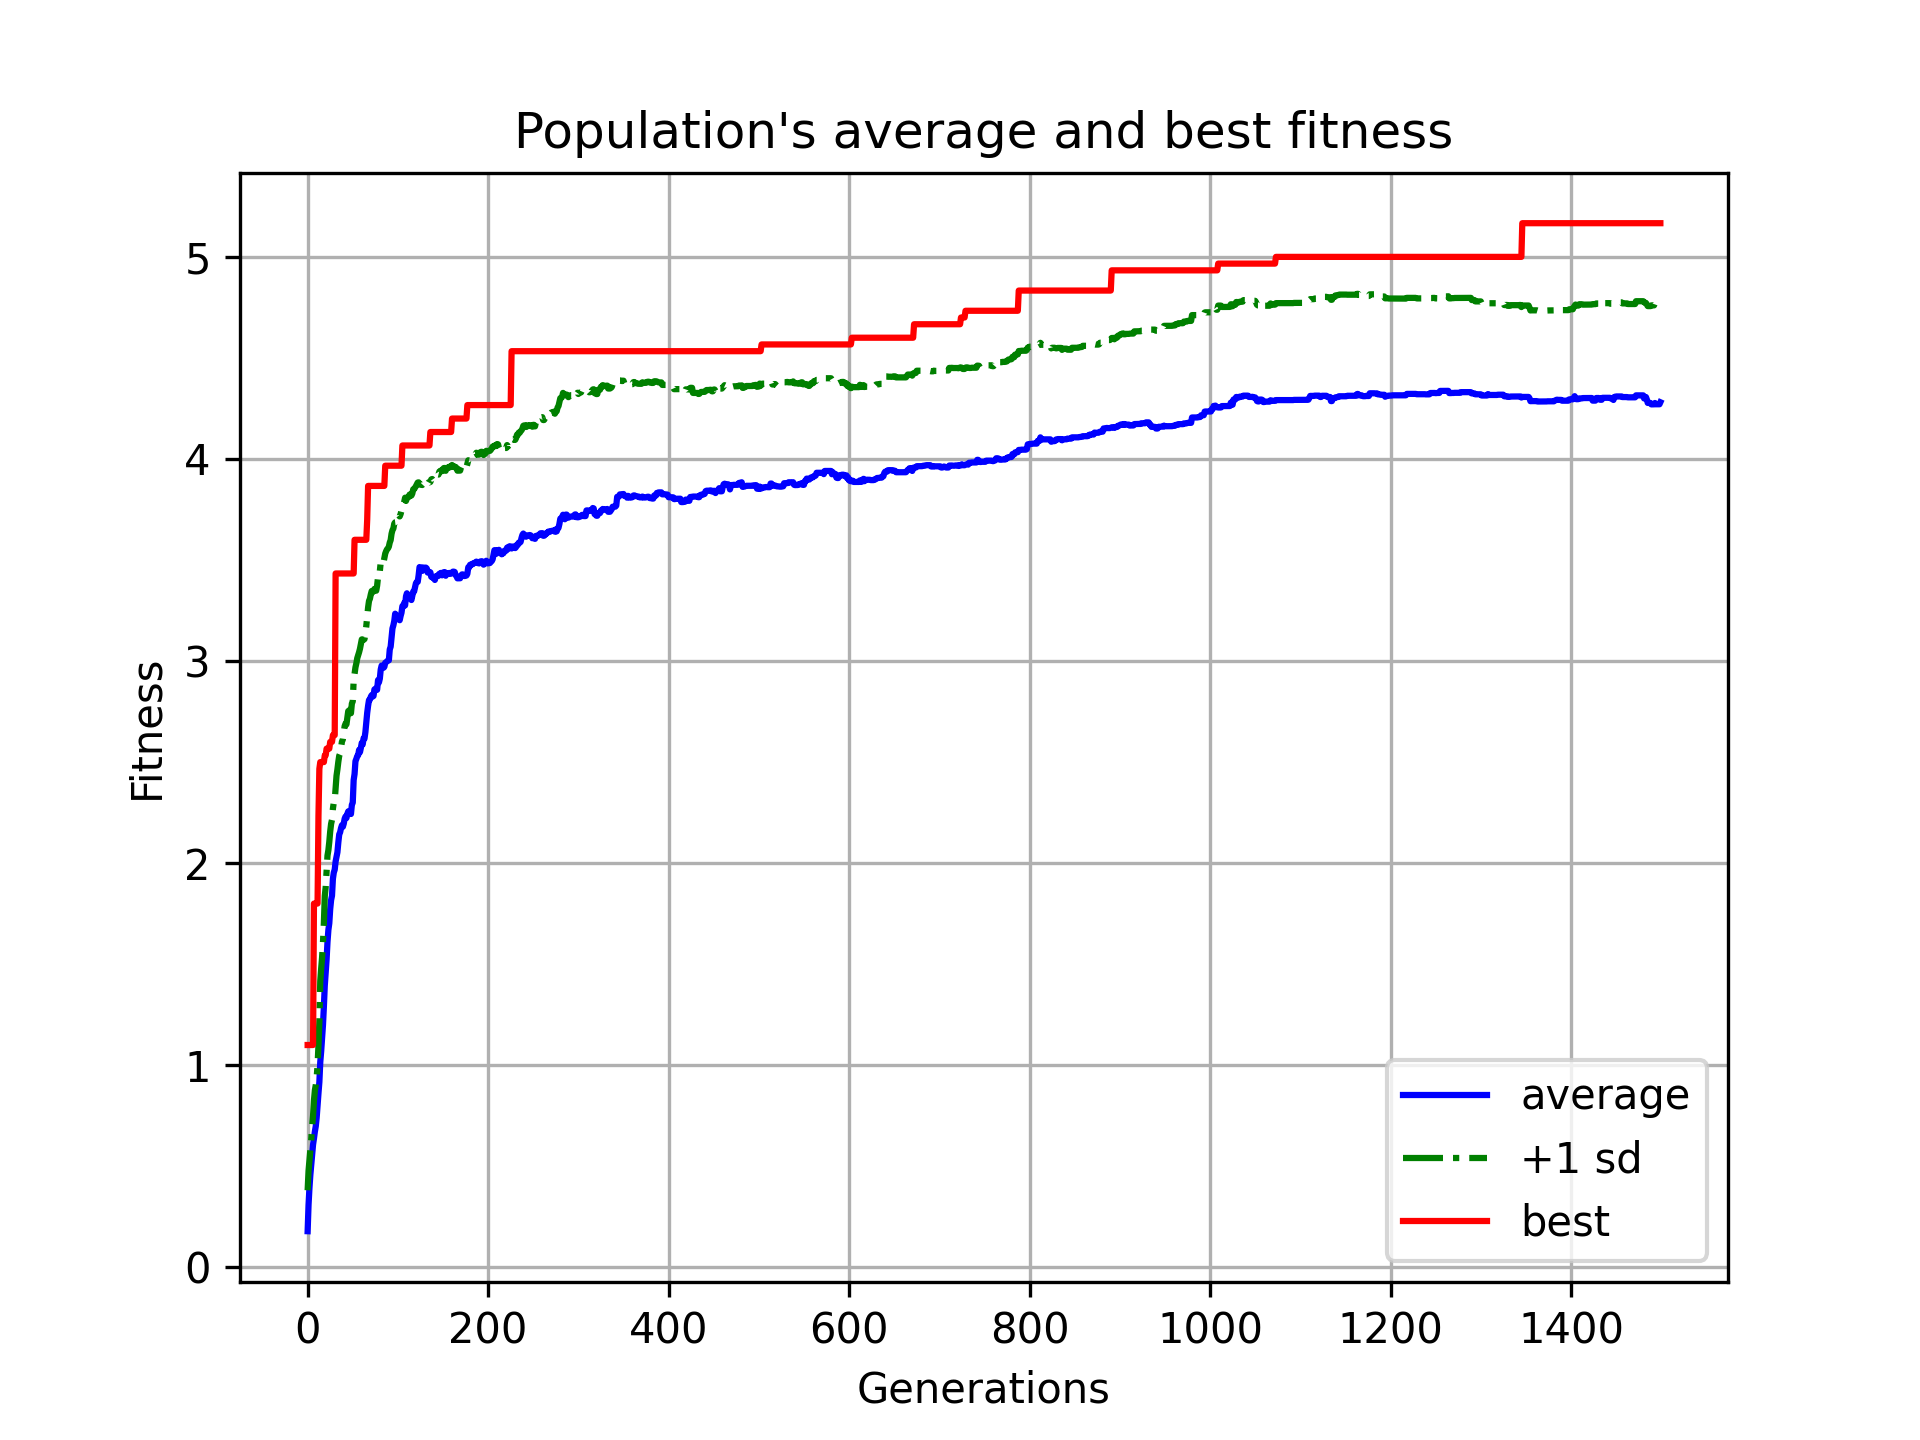 Population's average and best fitness
Fitness
5
4
3
2
1
0
0 200 400 600 800 1000 1200 1400
Generations
average
+1 sd
best